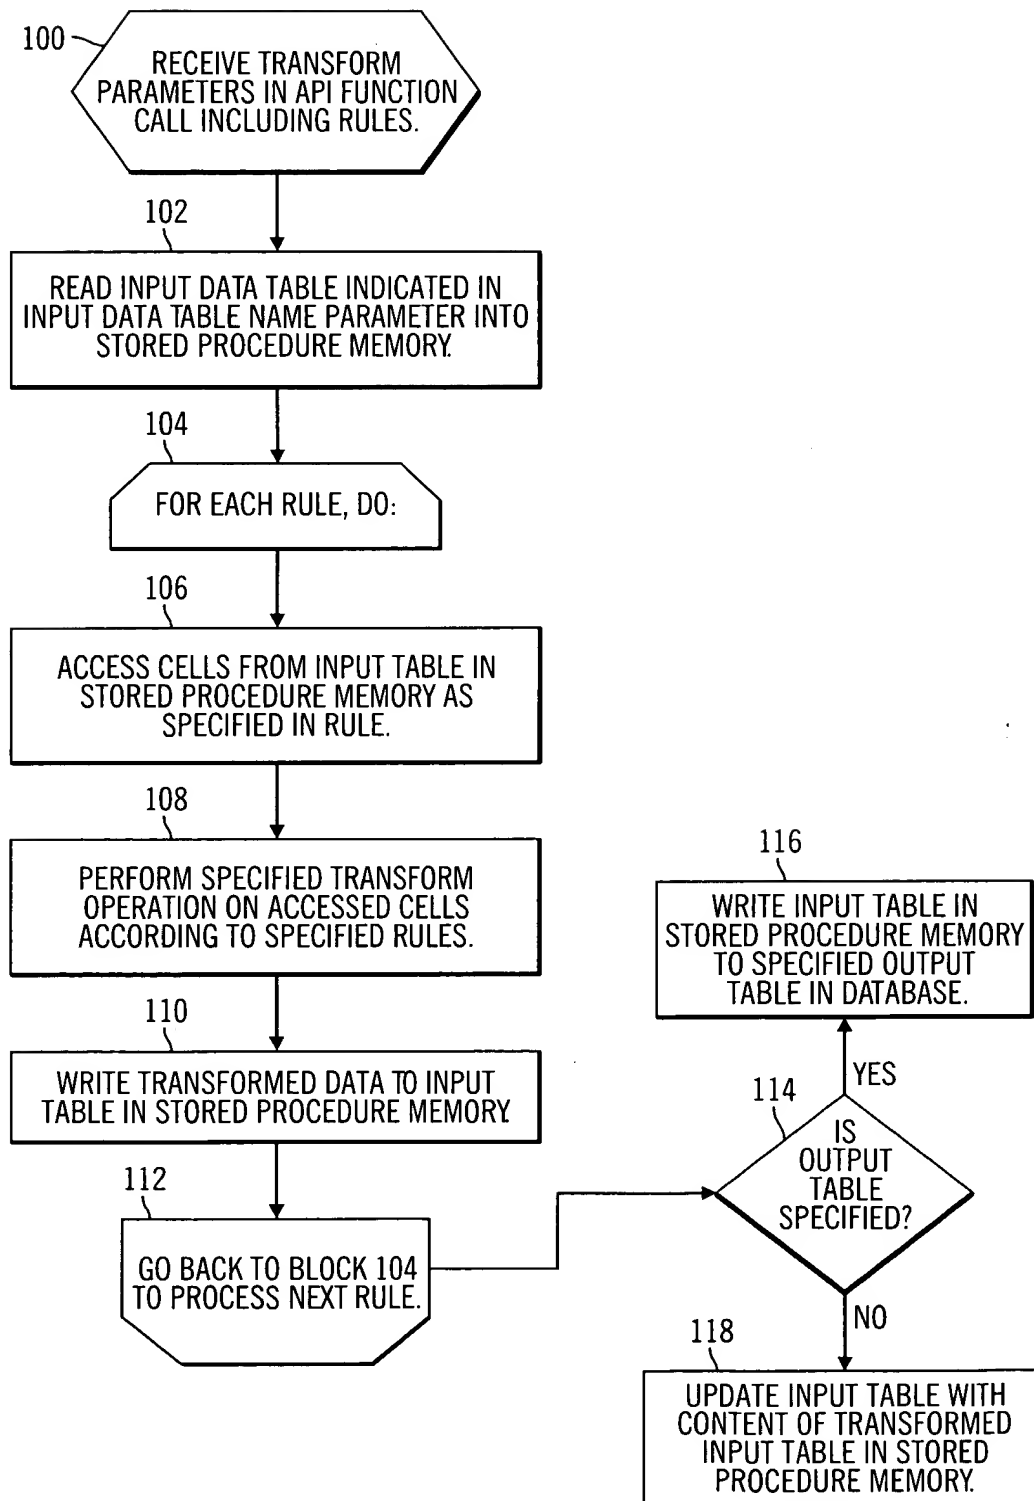 100
RECEIVE TRANSFORM
PARAMETERS IN API FUNCTION
CALL INCLUDING RULES.
102
READ INPUT DATA TABLE INDICATED IN
INPUT DATA TABLE NAME PARAMETER INTO
STORED PROCEDURE MEMORY.
104
FOR EACH RULE, DO:
106
ACCESS CELLS FROM INPUT TABLE IN
STORED PROCEDURE MEMORY AS
SPECIFIED IN RULE.
108
PERFORM SPECIFIED TRANSFORM
OPERATION ON ACCESSED CELLS
ACCORDING TO SPECIFIED RULES.
110
WRITE TRANSFORMED DATA TO INPUT
TABLE IN STORED PROCEDURE MEMORY.
112
GO BACK TO BLOCK 104
TO PROCESS NEXT RULE.
114
IS
OUTPUT
TABLE
SPECIFIED?
YES
116
WRITE INPUT TABLE IN
STORED PROCEDURE MEMORY
TO SPECIFIED OUTPUT
TABLE IN DATABASE.
NO
118
UPDATE INPUT TABLE WITH
CONTENT OF TRANSFORMED
INPUT TABLE IN STORED
PROCEDURE MEMORY.